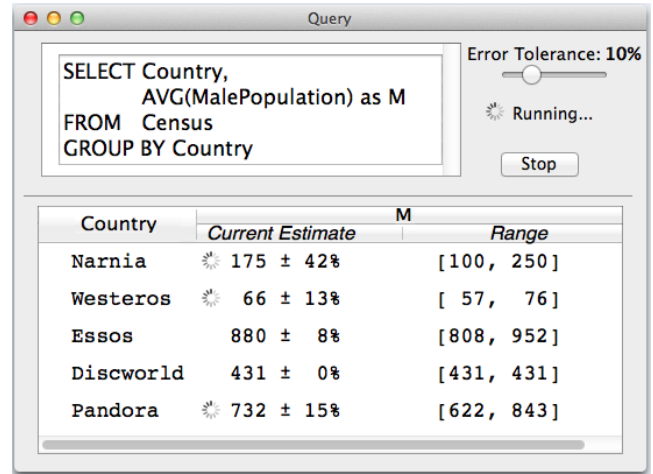 Query
SELECT Country,
AVG(MalePopulation) as M
FROM Census
GROUP BY Country
Error Tolerance: 10%
Running...
Stop
Country
M
Current Estimate Range
Narnia 175 ± 42% [100, 250]
Westeros 66 ± 13% [ 57, 76]
Essos 880 ± 8% [808, 952]
Discworld 431 ± 0% [431, 431]
Pandora 732 ± 15% [622, 843]